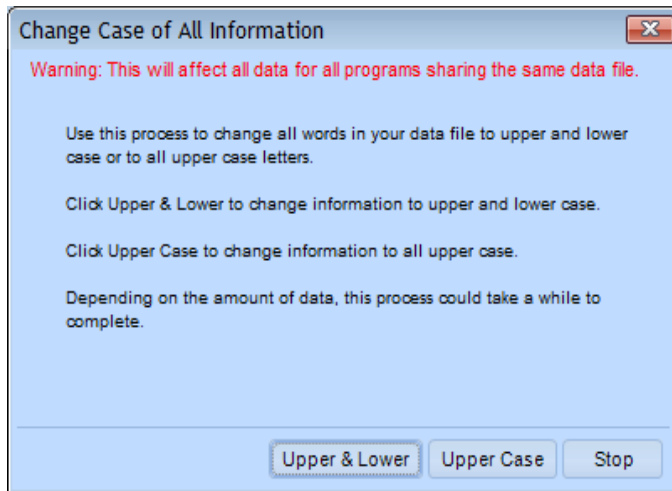 Change Case of All Information
Warning: This will affect all data for all programs sharing the same data file.
Use this process to change all words in your data file to upper and lower
case or to all upper case letters.
Click Upper & Lower to change information to upper and lower case.
Click Upper Case to change information to all upper case.
Depending on the amount of data, this process could take a while to
complete.
Upper & Lower Upper Case Stop